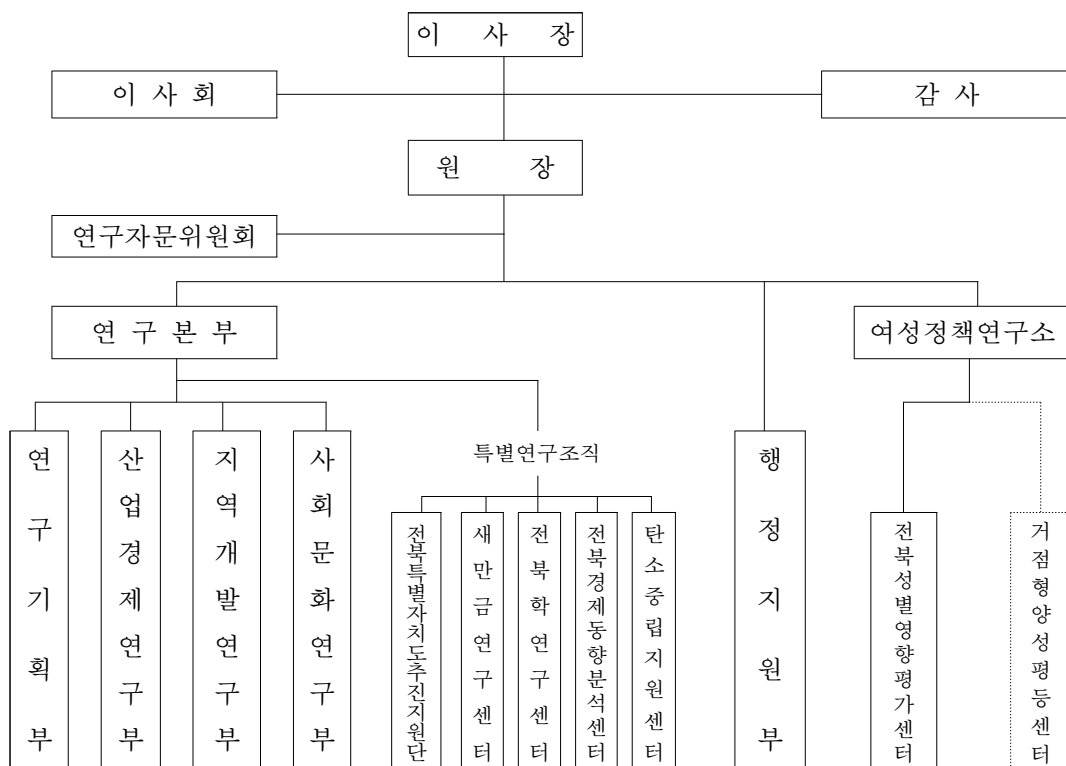 이 사 장
이 사 회
감 사
원 장
연구자문위원회
연 구 본 부
여성정책연구소
연구기획부
산업경제연구부
지역개발연구부
사회문화연구부
특별연구조직
행정지원부
전북특별자치도추진지원단
새만금연구센터
전북학연구센터
전북경제동향분석센터
탄소중립지원센터
전북성별영향평가센터
거점형양성평등센터